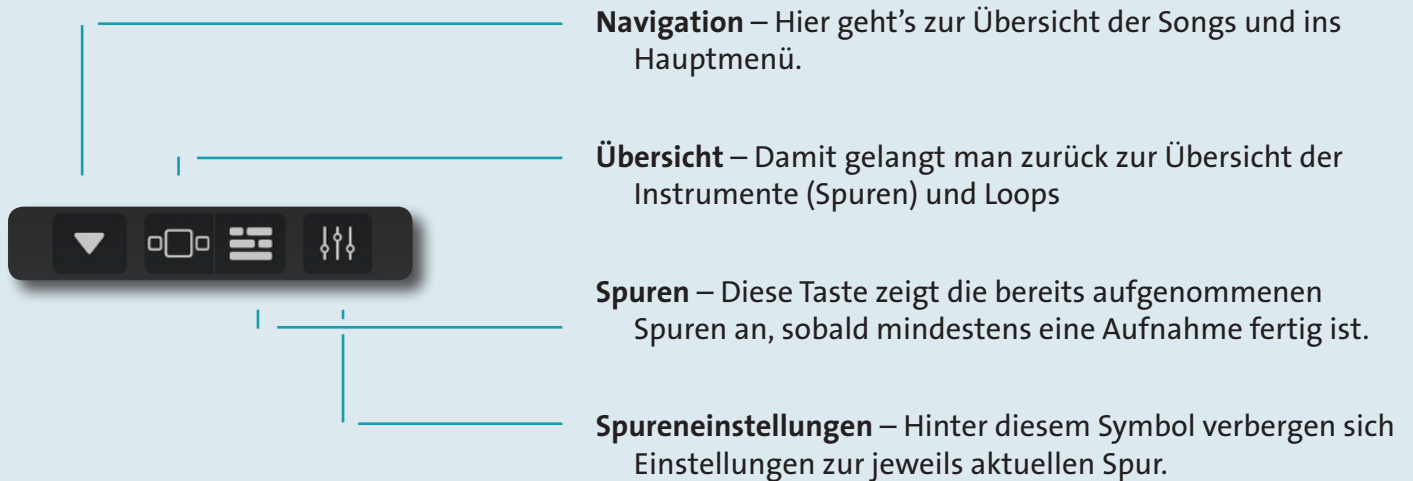 Navigation – Hier geht’s zur Übersicht der Songs und ins
Hauptmenü.
Übersicht – Damit gelangt man zurück zur Übersicht der
Instrumente (Spuren) und Loops
Spuren – Diese Taste zeigt die bereits aufgenommenen
Spuren an, sobald mindestens eine Aufnahme fertig ist.
Spureneinstellungen – Hinter diesem Symbol verbergen sich
Einstellungen zur jeweils aktuellen Spur.